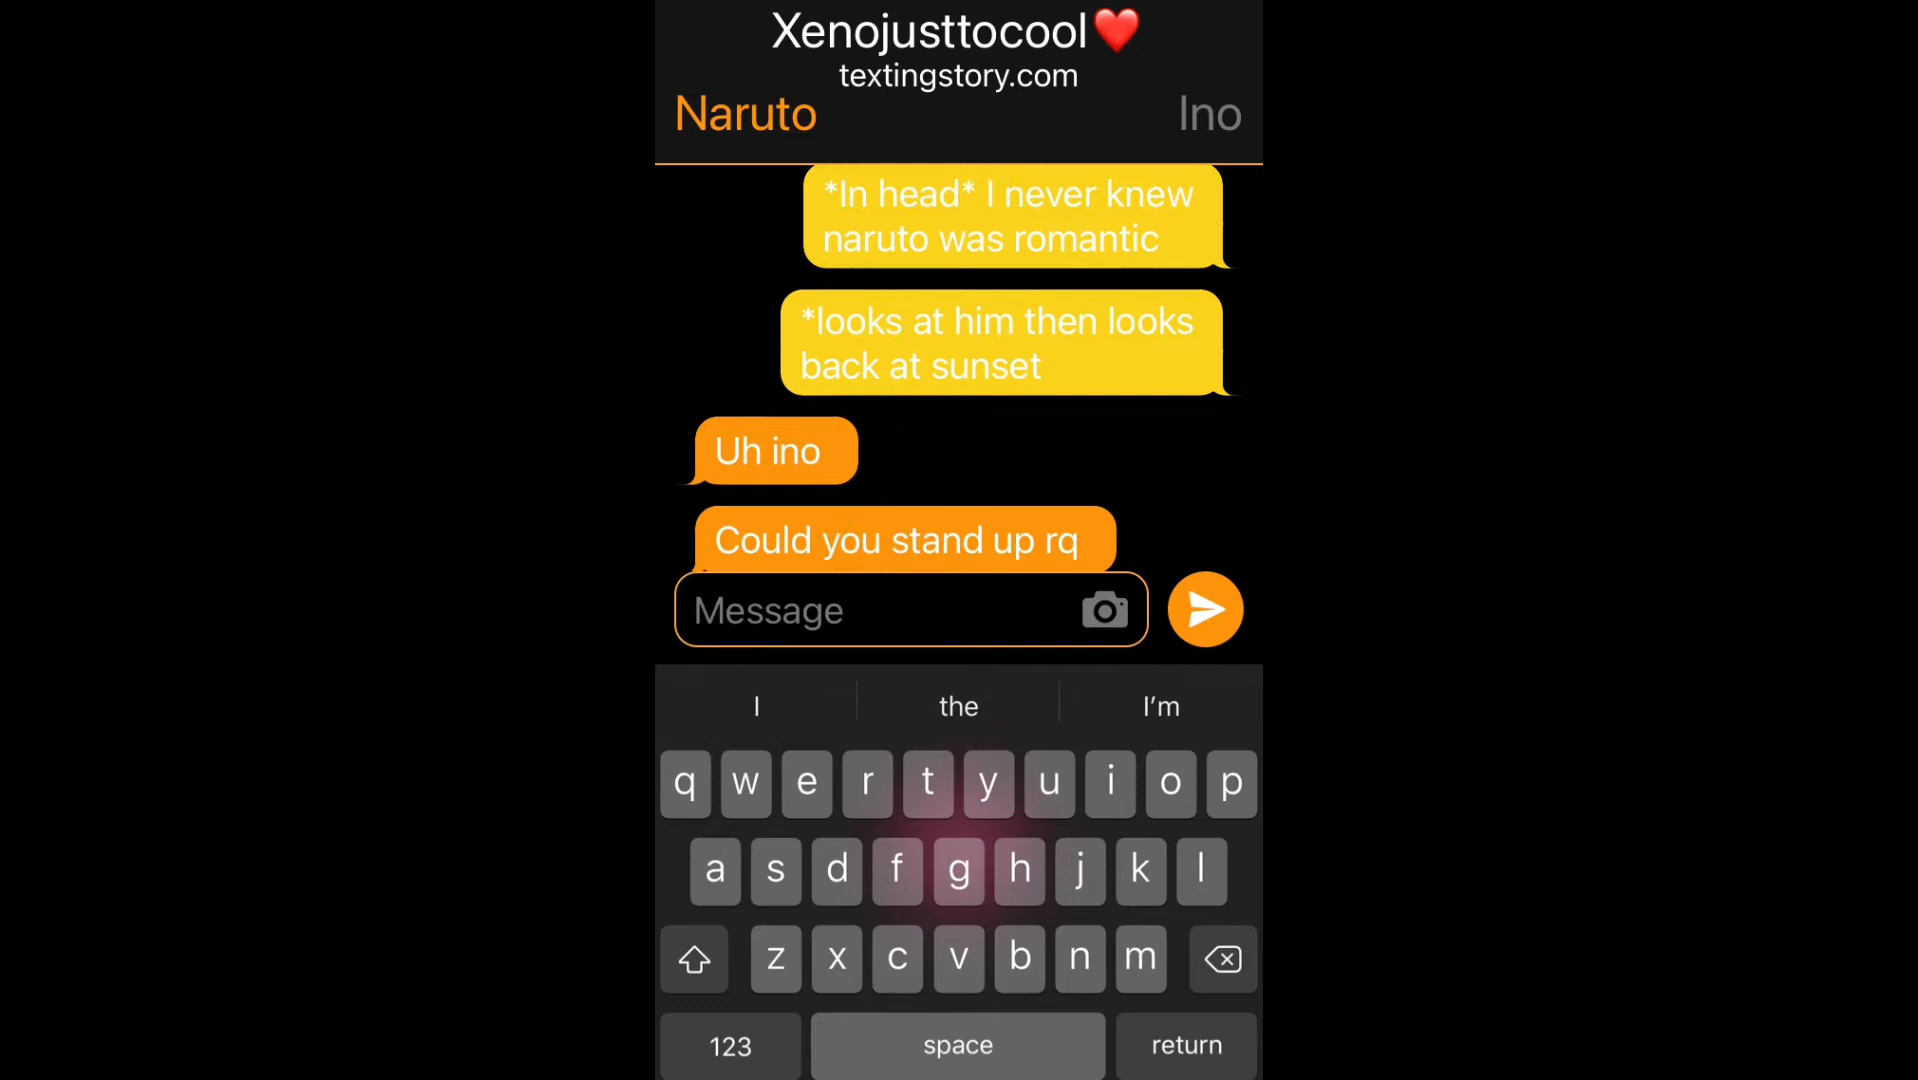 Xenojusttocool❤️
textingstory.com
Naruto
Ino
*In head* I never knew
naruto was romantic
*looks at him then looks
back at sunset
Uh ino
Could you stand up rq
Message
I the I'm
q w e r t y u i o p
a s d f g h j k l
z x c v b n m
123 space return